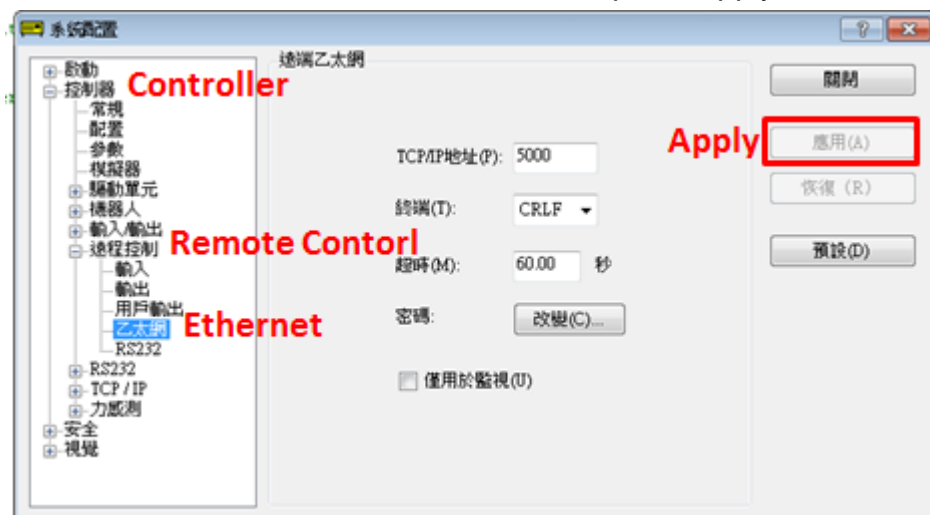 系統配置
啟動
控制器
Controller
常規
配置
參數
模擬器
驅動單元
機器人
輸入/輸出
遠程控制
Remote Contorl
輸入
輸出
用戶輸出
乙太網
Ethernet
RS232
RS232
TCP / IP
力感測
安全
視覺
遠端乙太網
TCP/IP地址(P): 5000
終端(T): CRLF
超時(M): 60.00 秒
密碼: 改變(C)...
僅用於監視(U)
關閉
Apply
應用(A)
恢復 (R)
預設(D)